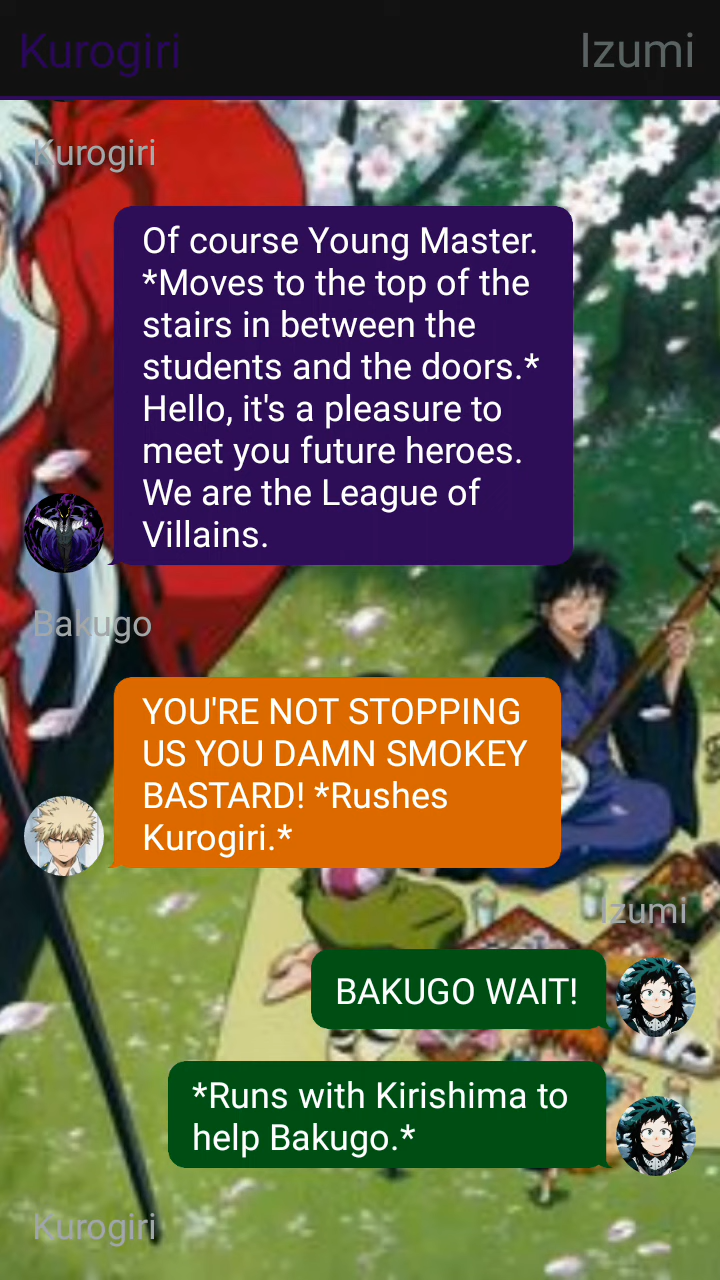 Kurogiri Izumi
Kurogiri
Of course Young Master.
*Moves to the top of the
stairs in between the
students and the doors.*
Hello, it's a pleasure to
meet you future heroes.
We are the League of
Villains.
Bakugo
YOU'RE NOT STOPPING
US YOU DAMN SMOKEY
BASTARD! *Rushes
Kurogiri.*
Izumi
BAKUGO WAIT!
*Runs with Kirishima to
help Bakugo.*
Kurogiri